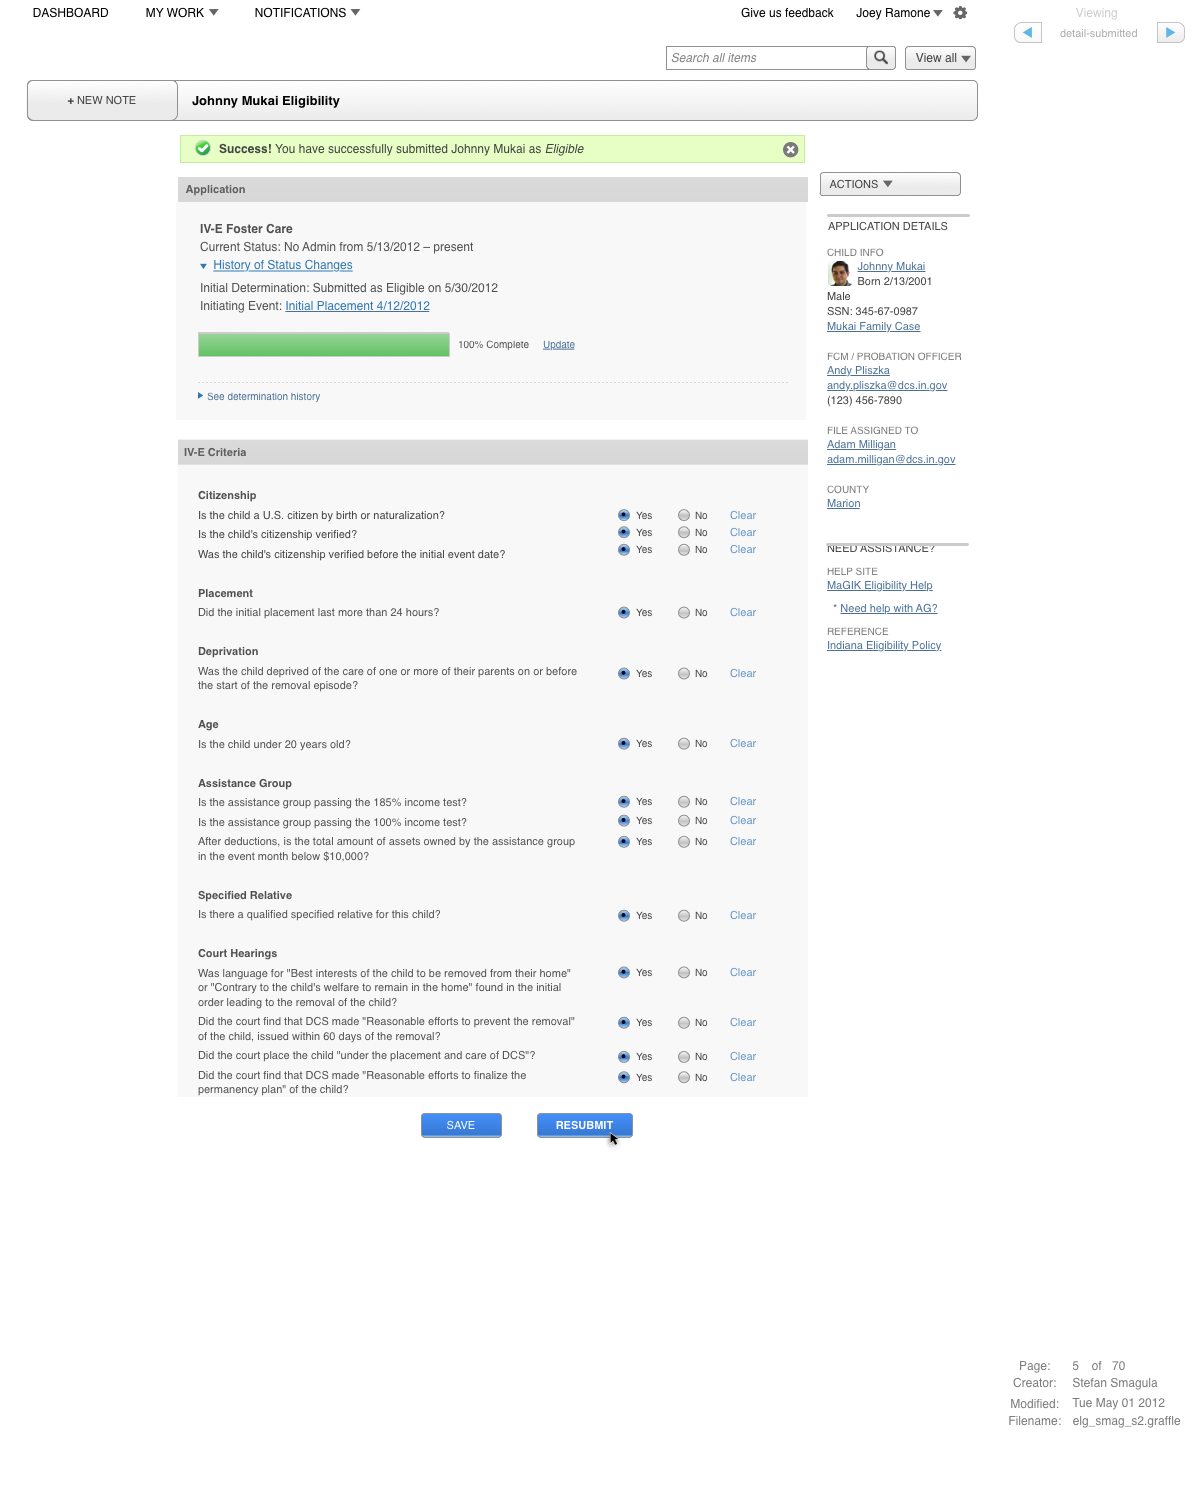 DASHBOARD MY WORK NOTIFICATIONS Give us feedback Joey Ramone Viewing
detail-submitted
Search all items View all
+ NEW NOTE Johnny Mukai Eligibility
Success! You have successfully submitted Johnny Mukai as Eligible
Application
IV-E Foster Care
Current Status: No Admin from 5/13/2012 – present
History of Status Changes
Initial Determination: Submitted as Eligible on 5/30/2012
Initiating Event: Initial Placement 4/12/2012
100% Complete Update
See determination history
IV-E Criteria
Citizenship
Is the child a U.S. citizen by birth or naturalization? Yes No Clear
Is the child's citizenship verified? Yes No Clear
Was the child's citizenship verified before the initial event date? Yes No Clear
Placement
Did the initial placement last more than 24 hours? Yes No Clear
Deprivation
Was the child deprived of the care of one or more of their parents on or before Yes No Clear
the start of the removal episode?
Age
Is the child under 20 years old? Yes No Clear
Assistance Group
Is the assistance group passing the 185% income test? Yes No Clear
Is the assistance group passing the 100% income test? Yes No Clear
After deductions, is the total amount of assets owned by the assistance group Yes No Clear
in the event month below $10,000?
Specified Relative
Is there a qualified specified relative for this child? Yes No Clear
Court Hearings
Was language for "Best interests of the child to be removed from their home" Yes No Clear
or "Contrary to the child's welfare to remain in the home" found in the initial
order leading to the removal of the child?
Did the court find that DCS made "Reasonable efforts to prevent the removal" Yes No Clear
of the child, issued within 60 days of the removal?
Did the court place the child "under the placement and care of DCS"? Yes No Clear
Did the court find that DCS made "Reasonable efforts to finalize the Yes No Clear
permanency plan" of the child?
SAVE RESUBMIT
ACTIONS
APPLICATION DETAILS
CHILD INFO
Johnny Mukai
Born 2/13/2001
Male
SSN: 345-67-0987
Mukai Family Case
FCM / PROBATION OFFICER
Andy Pliszka
andy.pliszka@dcs.in.gov
(123) 456-7890
FILE ASSIGNED TO
Adam Milligan
adam.milligan@dcs.in.gov
COUNTY
Marion
NEED ASSISTANCE?
HELP SITE
MaGIK Eligibility Help
* Need help with AG?
REFERENCE
Indiana Eligibility Policy
Page: 5 of 70
Creator: Stefan Smagula
Modified: Tue May 01 2012
Filename: elg_smag_s2.graffle